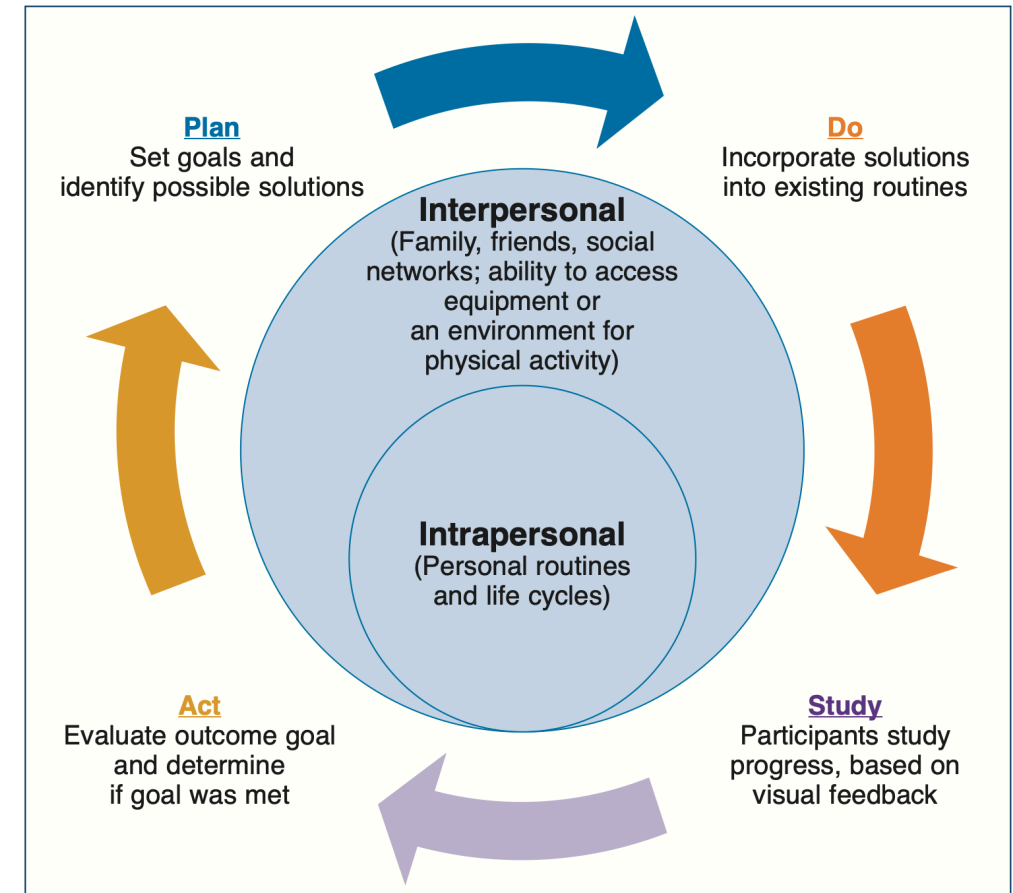 Plan
Set goals and
identify possible solutions
Do
Incorporate solutions
into existing routines
Interpersonal
(Family, friends, social
networks; ability to access
equipment or
an environment for
physical activity)
Intrapersonal
(Personal routines
and life cycles)
Act
Evaluate outcome goal
and determine
if goal was met
Study
Participants study
progress, based on
visual feedback